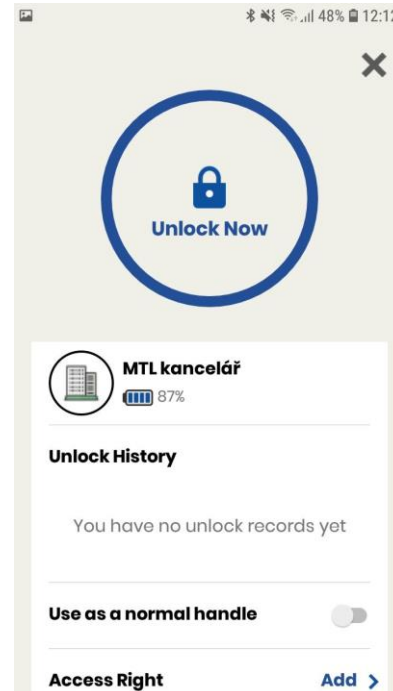 48% 12:12
Unlock Now
MTL kancelář
87%
Unlock History
You have no unlock records yet
Use as a normal handle
Access Right Add >